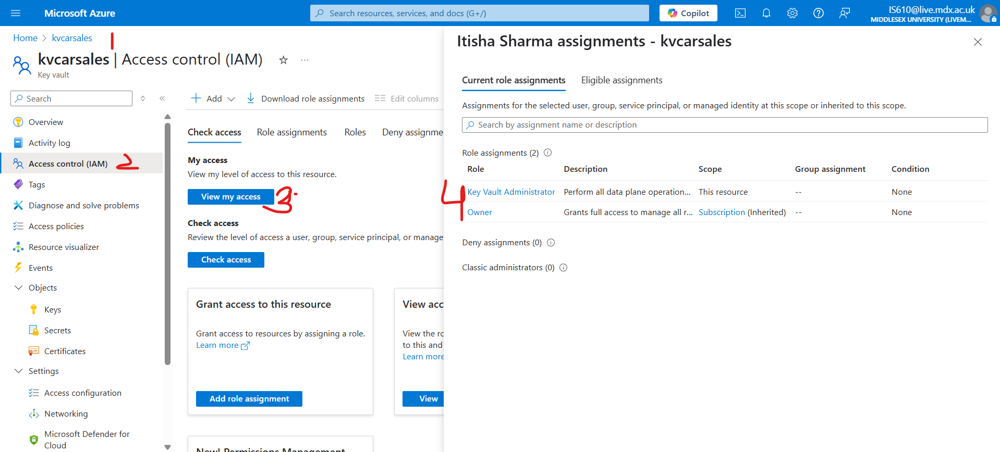 Microsoft Azure
Search resources, services, and docs (G+/)
Copilot
IS610@live.mdx.ac.uk
MIDDLESEX UNIVERSITY (LIVEM...
Home > kvcarsales
1
kvcarsales | Access control (IAM)
Key vault
Search
Overview
Activity log
Access control (IAM) 2
Tags
Diagnose and solve problems
Access policies
Resource visualizer
Events
Objects
Keys
Secrets
Certificates
Settings
Access configuration
Networking
Microsoft Defender for
Cloud
Add
Download role assignments
Edit columns
Check access
Role assignments
Roles
Deny assignme
My access
View my level of access to this resource.
View my access 3
Check access
Review the level of access a user, group, service principal, or manage
Check access
Grant access to this resource
Grant access to resources by assigning a role.
Learn more
Add role assignment
View acc
View the ro
to this and
Learn more
View
New! Permissions Management
Itisha Sharma assignments - kvcarsales
Current role assignments
Eligible assignments
Assignments for the selected user, group, service principal, or managed identity at this scope or inherited to this scope.
Search by assignment name or description
Role assignments (2)
Role Description Scope Group assignment Condition
4
Key Vault Administrator Perform all data plane operation... This resource -- None
Owner Grants full access to manage all r... Subscription (Inherited) -- None
Deny assignments (0)
Classic administrators (0)